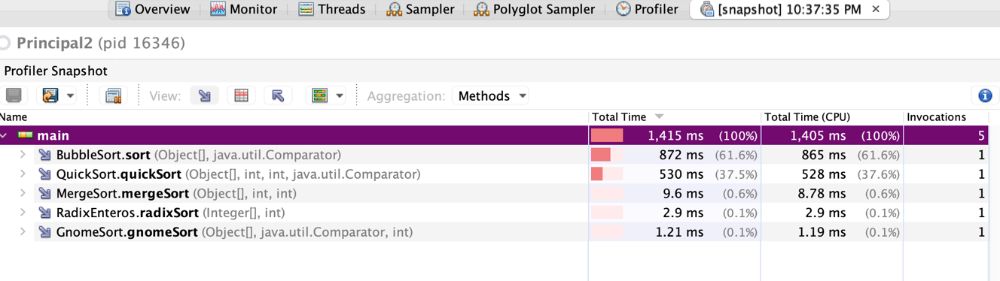 Overview Monitor Threads Sampler Polyglot Sampler Profiler [snapshot] 10:37:35 PM ×
Principal2 (pid 16346)
Profiler Snapshot
View: Aggregation: Methods
Name Total Time Total Time (CPU) Invocations
main 1,415 ms (100%) 1,405 ms (100%) 5
BubbleSort.sort (Object[], java.util.Comparator) 872 ms (61.6%) 865 ms (61.6%) 1
QuickSort.quickSort (Object[], int, int, java.util.Comparator) 530 ms (37.5%) 528 ms (37.6%) 1
MergeSort.mergeSort (Object[], int, int) 9.6 ms (0.6%) 8.78 ms (0.6%) 1
RadixEnteros.radixSort (Integer[], int) 2.9 ms (0.1%) 2.9 ms (0.1%) 1
GnomeSort.gnomeSort (Object[], java.util.Comparator, int) 1.21 ms (0.1%) 1.19 ms (0.1%) 1